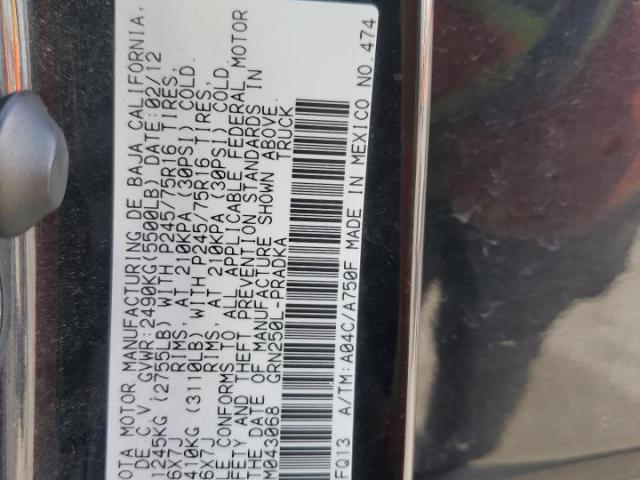 OTA MOTOR MANUFACTURING DE BAJA CALIFORNIA,
DE C V GVWR:2490KG(5500LB)DATE:02/12
1245KG (2755LB) WITH P245/75R16 TIRES,
6X7J RIMS, AT 210KPA (30PSI) COLD.
410KG (3110LB) WITH P245/75R16 TIRES,
6X7J RIMS, AT 210KPA (30PSI) COLD.
LE CONFORMS TO ALL APPLICABLE FEDERAL MOTOR
FETY AND THEFT PREVENTION STANDARDS IN
THE DATE OF MANUFACTURE SHOWN ABOVE.
M043068 GRN250L-PRADKA TRUCK
FQ13 A/TM:A04C/A750F MADE IN MEXICO NO.474